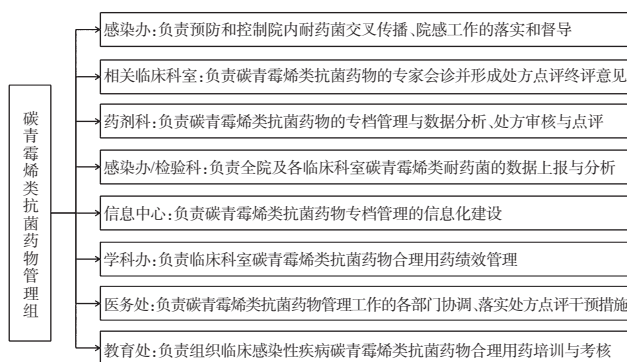 碳青霉烯类抗菌药物管理组
感染办:负责预防和控制院内耐药菌交叉传播、院感工作的落实和督导
相关临床科室:负责碳青霉烯类抗菌药物的专家会诊并形成处方点评终评意见
药剂科:负责碳青霉烯类抗菌药物的专档管理与数据分析、处方审核与点评
感染办/检验科:负责全院及各临床科室碳青霉烯类耐药菌的数据上报与分析
信息中心:负责碳青霉烯类抗菌药物专档管理的信息化建设
学科办:负责临床科室碳青霉烯类抗菌药物合理用药绩效管理
医务处:负责碳青霉烯类抗菌药物管理工作的各部门协调、落实处方点评干预措施
教育处:负责组织临床感染性疾病碳青霉烯类抗菌药物合理用药培训与考核